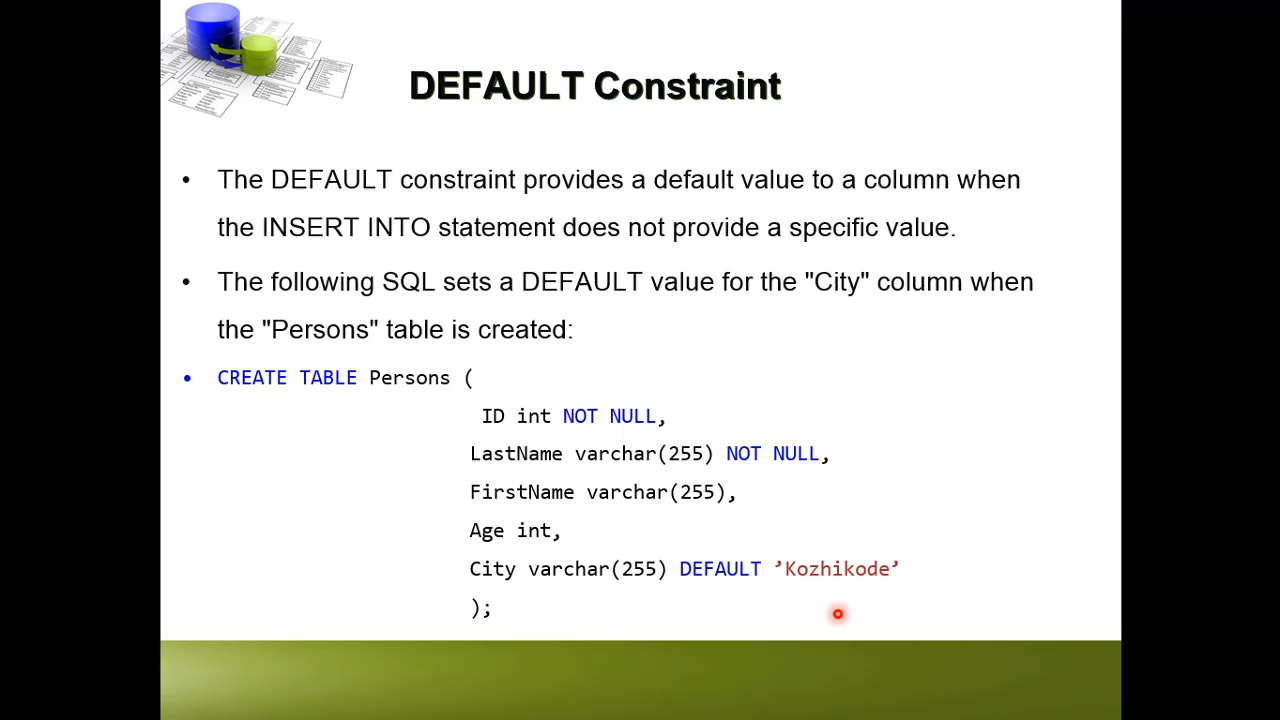 DEFAULT Constraint
• The DEFAULT constraint provides a default value to a column when
the INSERT INTO statement does not provide a specific value.
• The following SQL sets a DEFAULT value for the "City" column when
the "Persons" table is created:
• CREATE TABLE Persons (
ID int NOT NULL,
LastName varchar(255) NOT NULL,
FirstName varchar(255),
Age int,
City varchar(255) DEFAULT ’Kozhikode’
);